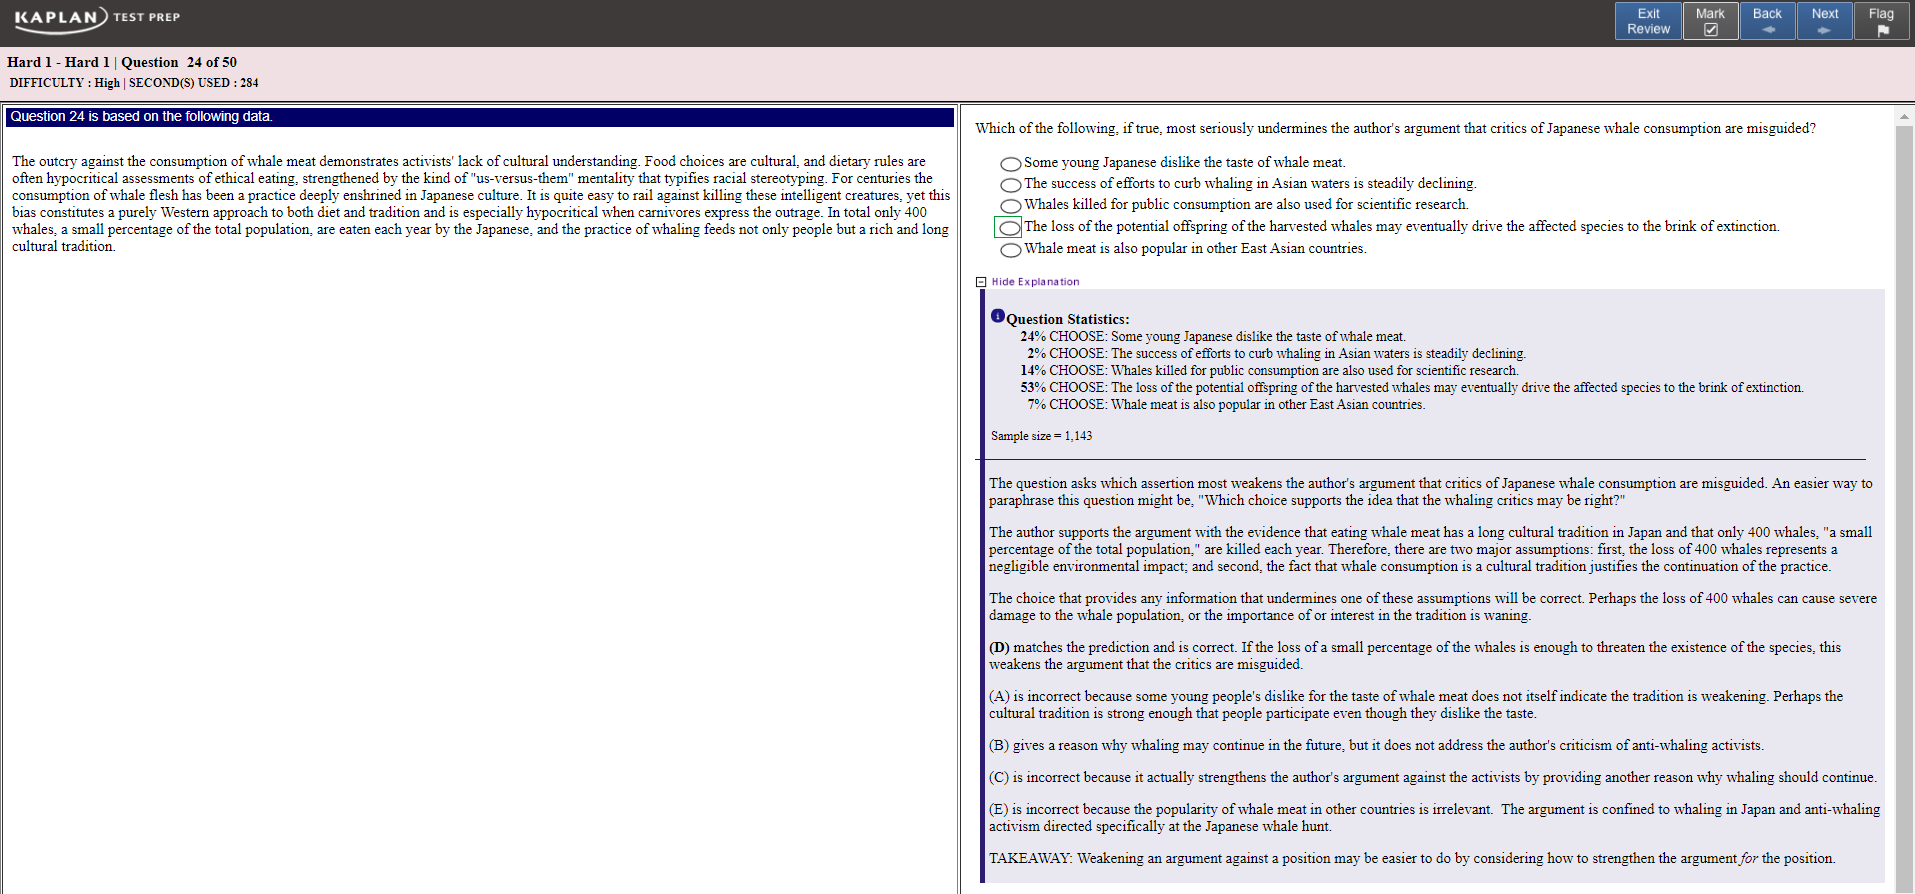 KAPLAN TEST PREP
Exit Review
Mark
Back
Next
Flag
Hard 1 - Hard 1 | Question 24 of 50
DIFFICULTY : High | SECOND(S) USED : 284
Question 24 is based on the following data.
The outcry against the consumption of whale meat demonstrates activists' lack of cultural understanding. Food choices are cultural, and dietary rules are
often hypocritical assessments of ethical eating, strengthened by the kind of "us-versus-them" mentality that typifies racial stereotyping. For centuries the
consumption of whale flesh has been a practice deeply enshrined in Japanese culture. It is quite easy to rail against killing these intelligent creatures, yet this
bias constitutes a purely Western approach to both diet and tradition and is especially hypocritical when carnivores express the outrage. In total only 400
whales, a small percentage of the total population, are eaten each year by the Japanese, and the practice of whaling feeds not only people but a rich and long
cultural tradition.
Which of the following, if true, most seriously undermines the author's argument that critics of Japanese whale consumption are misguided?
Some young Japanese dislike the taste of whale meat.
The success of efforts to curb whaling in Asian waters is steadily declining.
Whales killed for public consumption are also used for scientific research.
The loss of the potential offspring of the harvested whales may eventually drive the affected species to the brink of extinction.
Whale meat is also popular in other East Asian countries.
Hide Explanation
Question Statistics:
24% CHOOSE: Some young Japanese dislike the taste of whale meat.
2% CHOOSE: The success of efforts to curb whaling in Asian waters is steadily declining.
14% CHOOSE: Whales killed for public consumption are also used for scientific research.
53% CHOOSE: The loss of the potential offspring of the harvested whales may eventually drive the affected species to the brink of extinction.
7% CHOOSE: Whale meat is also popular in other East Asian countries.
Sample size = 1,143
The question asks which assertion most weakens the author's argument that critics of Japanese whale consumption are misguided. An easier way to
paraphrase this question might be, "Which choice supports the idea that the whaling critics may be right?"
The author supports the argument with the evidence that eating whale meat has a long cultural tradition in Japan and that only 400 whales, "a small
percentage of the total population," are killed each year. Therefore, there are two major assumptions: first, the loss of 400 whales represents a
negligible environmental impact; and second, the fact that whale consumption is a cultural tradition justifies the continuation of the practice.
The choice that provides any information that undermines one of these assumptions will be correct. Perhaps the loss of 400 whales can cause severe
damage to the whale population, or the importance of or interest in the tradition is waning.
(D) matches the prediction and is correct. If the loss of a small percentage of the whales is enough to threaten the existence of the species, this
weakens the argument that the critics are misguided.
(A) is incorrect because some young people's dislike for the taste of whale meat does not itself indicate the tradition is weakening. Perhaps the
cultural tradition is strong enough that people participate even though they dislike the taste.
(B) gives a reason why whaling may continue in the future, but it does not address the author's criticism of anti-whaling activists.
(C) is incorrect because it actually strengthens the author's argument against the activists by providing another reason why whaling should continue.
(E) is incorrect because the popularity of whale meat in other countries is irrelevant. The argument is confined to whaling in Japan and anti-whaling
activism directed specifically at the Japanese whale hunt.
TAKEAWAY: Weakening an argument against a position may be easier to do by considering how to strengthen the argument for the position.